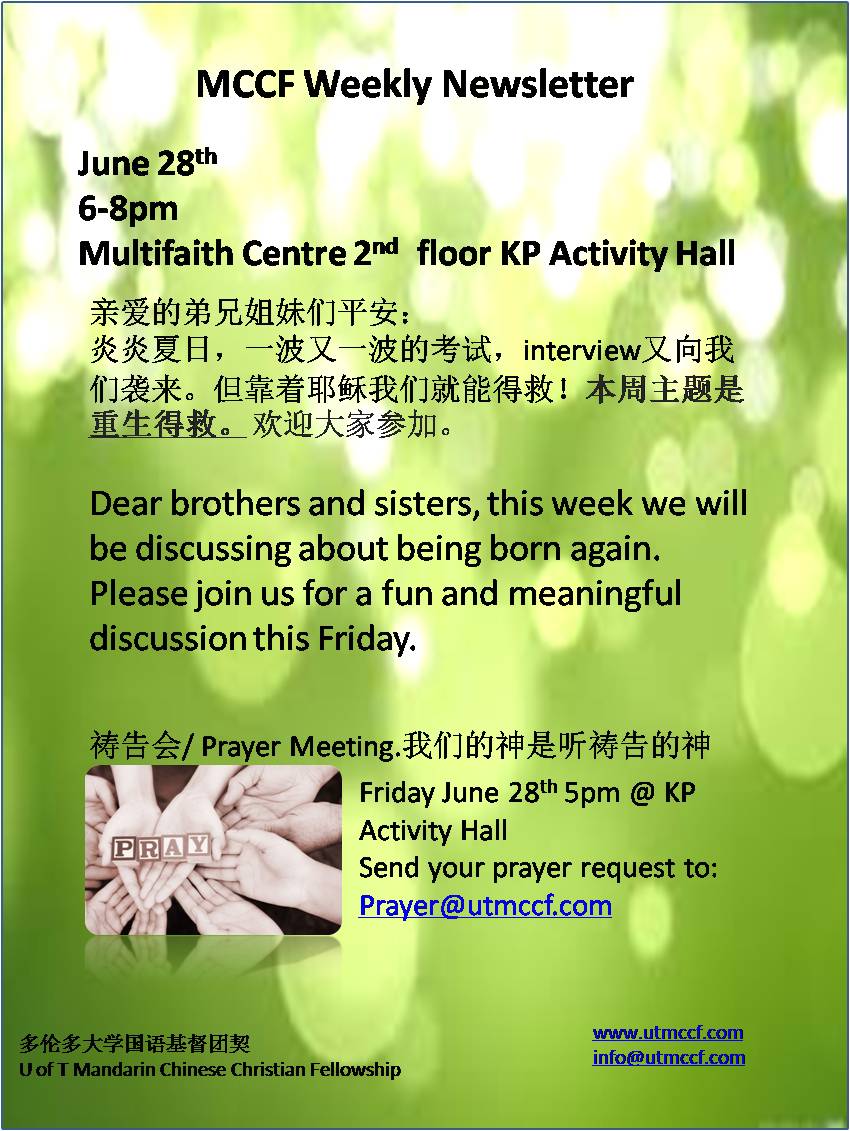 MCCF Weekly Newsletter
June 28th
6-8pm
Multifaith Centre 2nd floor KP Activity Hall
亲爱的弟兄姐妹们平安：
炎炎夏日，一波又一波的考试，interview又向我
们袭来。但靠着耶稣我们就能得救！本周主题是
重生得救。欢迎大家参加。
Dear brothers and sisters, this week we will
be discussing about being born again.
Please join us for a fun and meaningful
discussion this Friday.
祷告会/ Prayer Meeting.我们的神是听祷告的神
PRAY
Friday June 28th 5pm @ KP
Activity Hall
Send your prayer request to:
Prayer@utmccf.com
多伦多大学国语基督团契
U of T Mandarin Chinese Christian Fellowship
www.utmccf.com
info@utmccf.com